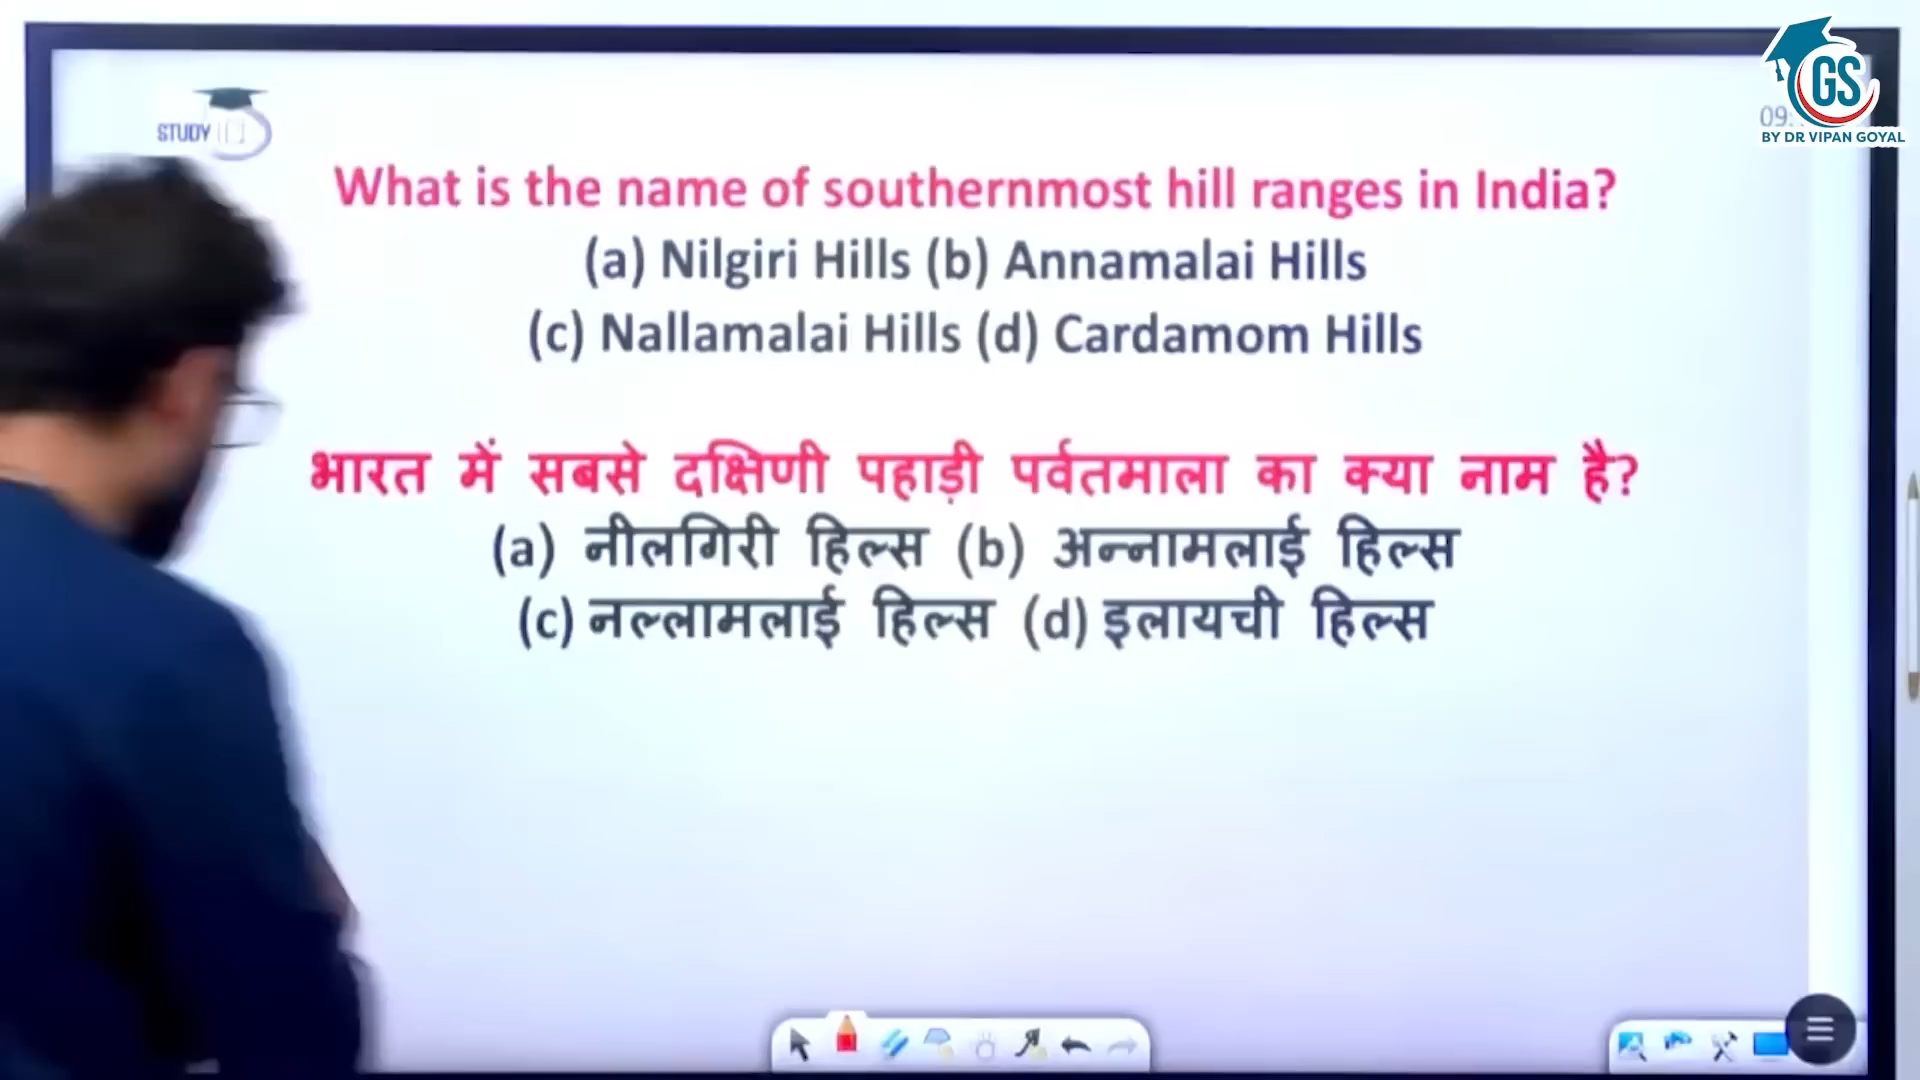 GS
BY DR VIPAN GOYAL
STUDY
09:
What is the name of southernmost hill ranges in India?
(a) Nilgiri Hills (b) Annamalai Hills
(c) Nallamalai Hills (d) Cardamom Hills
भारत में सबसे दक्षिणी पहाड़ी पर्वतमाला का क्या नाम है?
(a) नीलगिरी हिल्स (b) अन्नामलाई हिल्स
(c) नल्लामलाई हिल्स (d) इलायची हिल्स